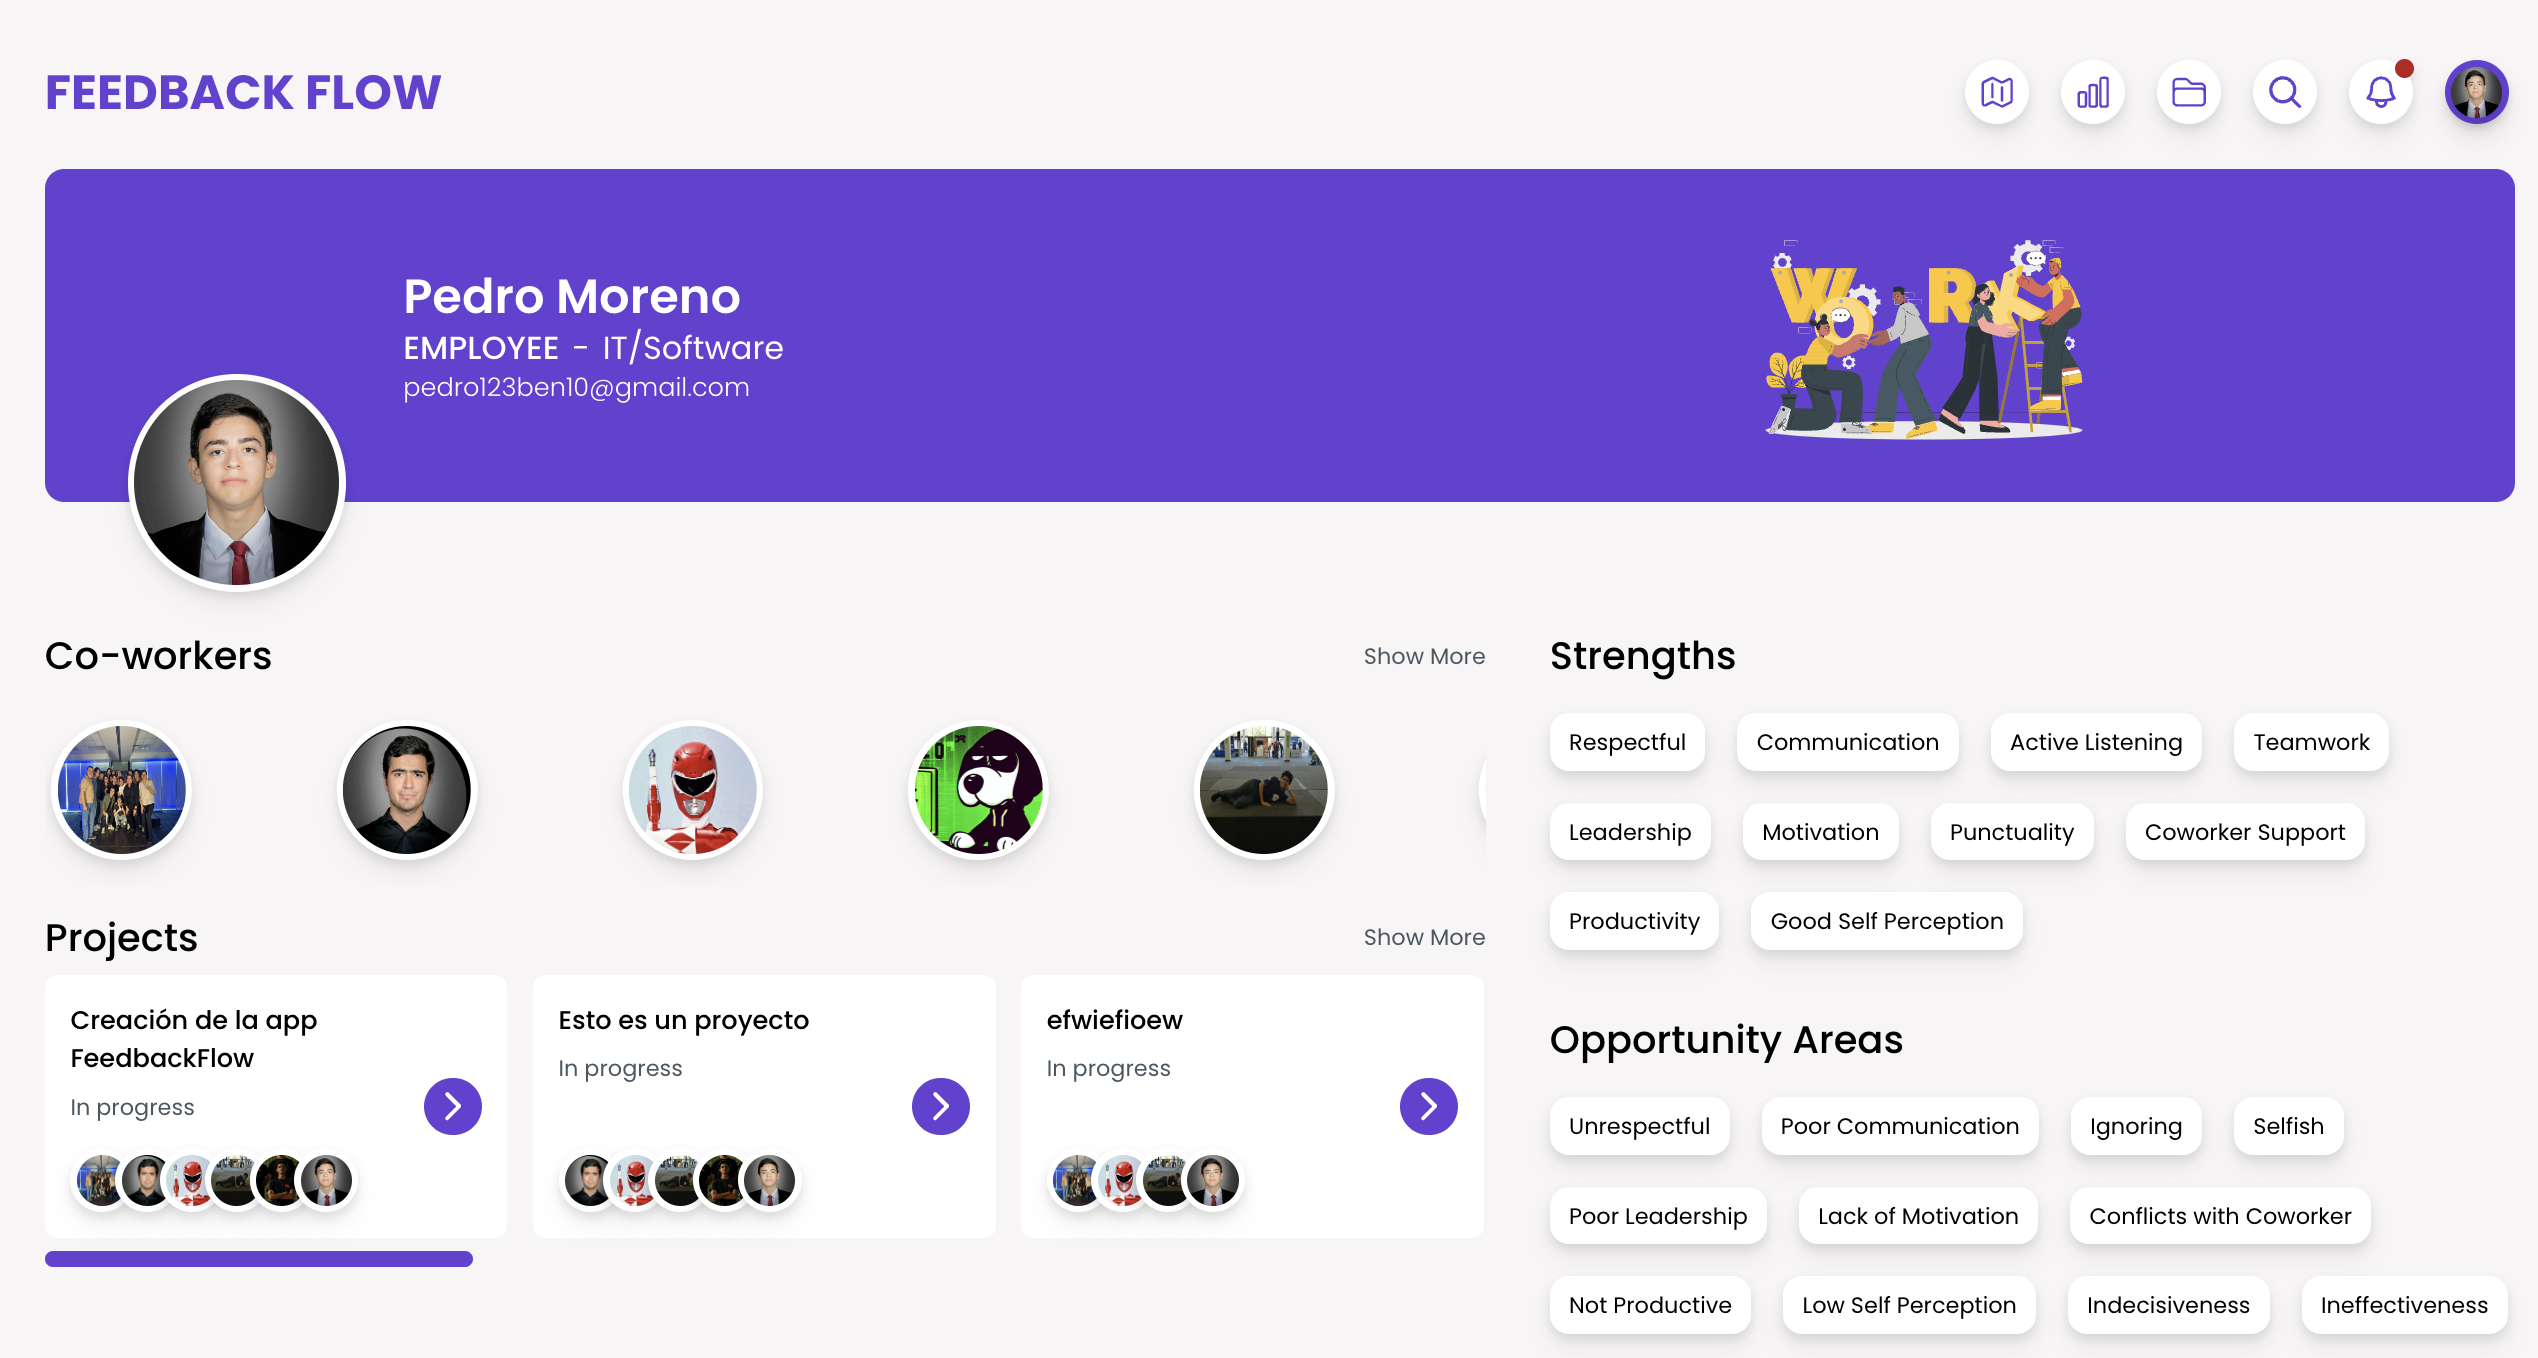 FEEDBACK FLOW
Pedro Moreno
EMPLOYEE - IT/Software
pedro123ben10@gmail.com
WORK
Co-workers
Show More
Projects
Show More
Creación de la app
FeedbackFlow
In progress
Esto es un proyecto
In progress
efwiefioew
In progress
Strengths
Respectful
Communication
Active Listening
Teamwork
Leadership
Motivation
Punctuality
Coworker Support
Productivity
Good Self Perception
Opportunity Areas
Unrespectful
Poor Communication
Ignoring
Selfish
Poor Leadership
Lack of Motivation
Conflicts with Coworker
Not Productive
Low Self Perception
Indecisiveness
Ineffectiveness